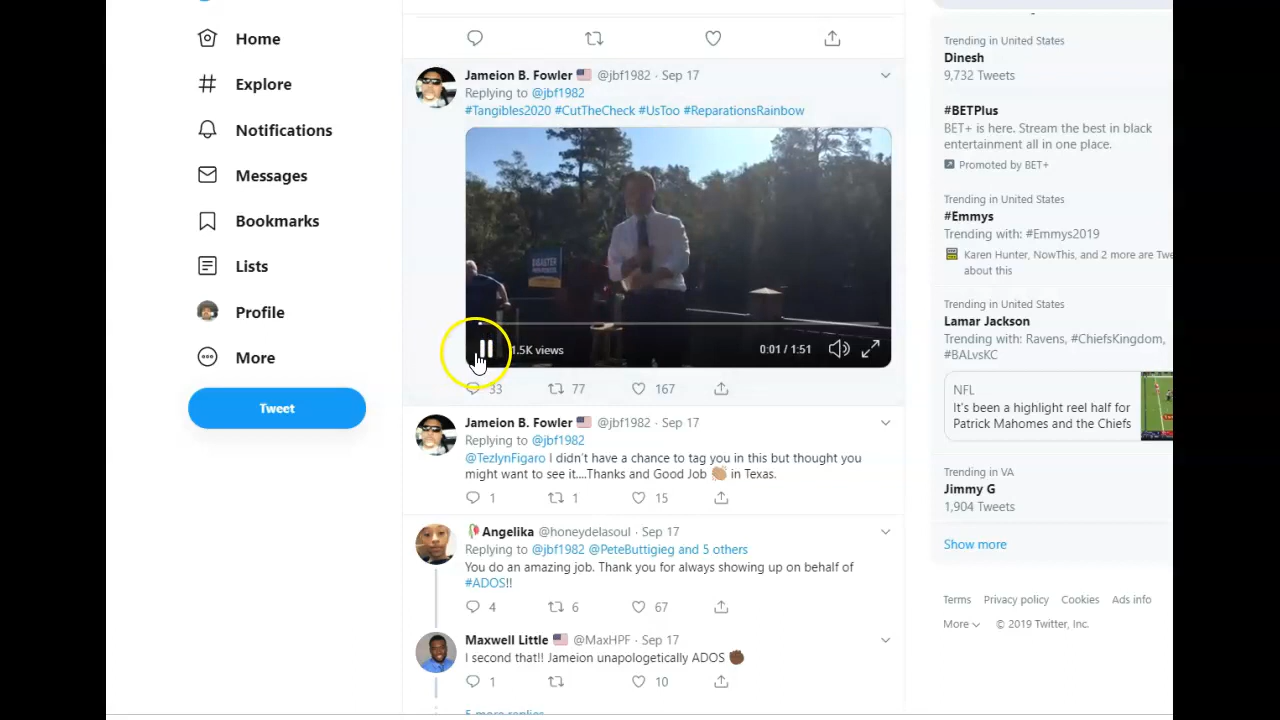 Home
Explore
Notifications
Messages
Bookmarks
Lists
Profile
More
Tweet
Jameion B. Fowler @jbf1982 · Sep 17
Replying to @jbf1982
#Tangibles2020 #CutTheCheck #UsToo #ReparationsRainbow
DISASTER
1.5K views
0:01 / 1:51
33 77 167
Jameion B. Fowler @jbf1982 · Sep 17
Replying to @jbf1982
@TezlynFigaro I didn't have a chance to tag you in this but thought you
might want to see it....Thanks and Good Job in Texas.
1 1 15
Angelika @honeydelasoul · Sep 17
Replying to @jbf1982 @PeteButtigieg and 5 others
You do an amazing job. Thank you for always showing up on behalf of
#ADOS!!
4 6 67
Maxwell Little @MaxHPF · Sep 17
I second that!! Jameion unapologetically ADOS
1 10
5 more replies
Trending in United States
Dinesh
9,732 Tweets
#BETPlus
BET+ is here. Stream the best in black
entertainment all in one place.
Promoted by BET+
Trending in United States
#Emmys
Trending with: #Emmys2019
Karen Hunter, NowThis, and 2 more are Twe
about this
Trending in United States
Lamar Jackson
Trending with: Ravens, #ChiefsKingdom,
#BALvsKC
NFL
It's been a highlight reel half for
Patrick Mahomes and the Chiefs
Trending in VA
Jimmy G
1,904 Tweets
Show more
Terms Privacy policy Cookies Ads info
More © 2019 Twitter, Inc.